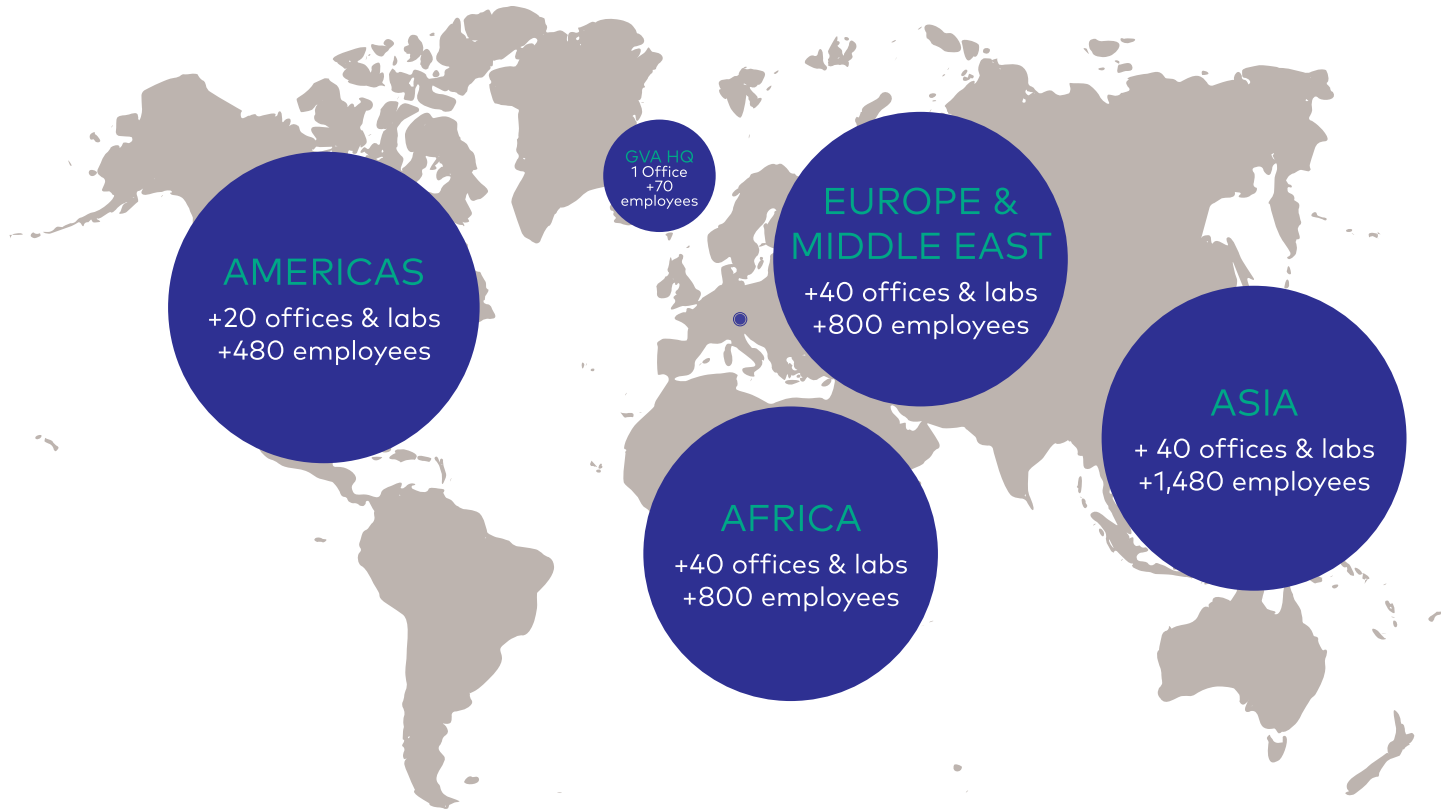 GVA HQ
1 Office
+70
employees
EUROPE &
MIDDLE EAST
+40 offices & labs
+800 employees
AMERICAS
+20 offices & labs
+480 employees
ASIA
+ 40 offices & labs
+1,480 employees
AFRICA
+40 offices & labs
+800 employees